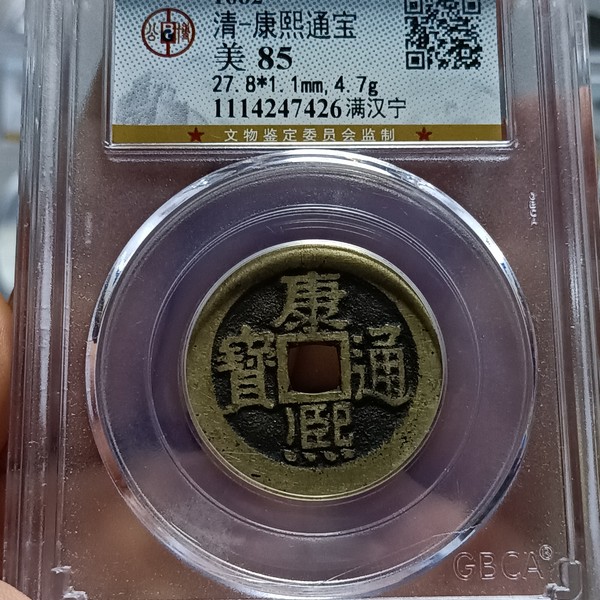 1662
清-康熙通宝
美 85
27.8*1.1mm,4.7g
1114247426满汉宁
文物鉴定委员会监制
康熙通寶
GBCA®